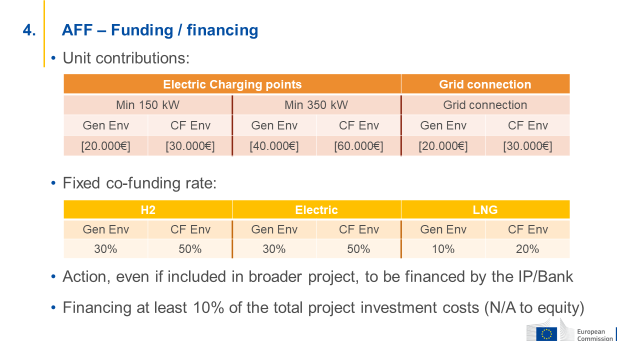 4. AFF – Funding / financing
• Unit contributions:
Electric Charging points Grid connection
Min 150 kW Min 350 kW Grid connection
Gen Env CF Env Gen Env CF Env Gen Env CF Env
[20.000€] [30.000€] [40.000€] [60.000€] [20.000€] [30.000€]
• Fixed co-funding rate:
H2 Electric LNG
Gen Env CF Env Gen Env CF Env Gen Env CF Env
30% 50% 30% 50% 10% 20%
• Action, even if included in broader project, to be financed by the IP/Bank
• Financing at least 10% of the total project investment costs (N/A to equity)
European
Commission